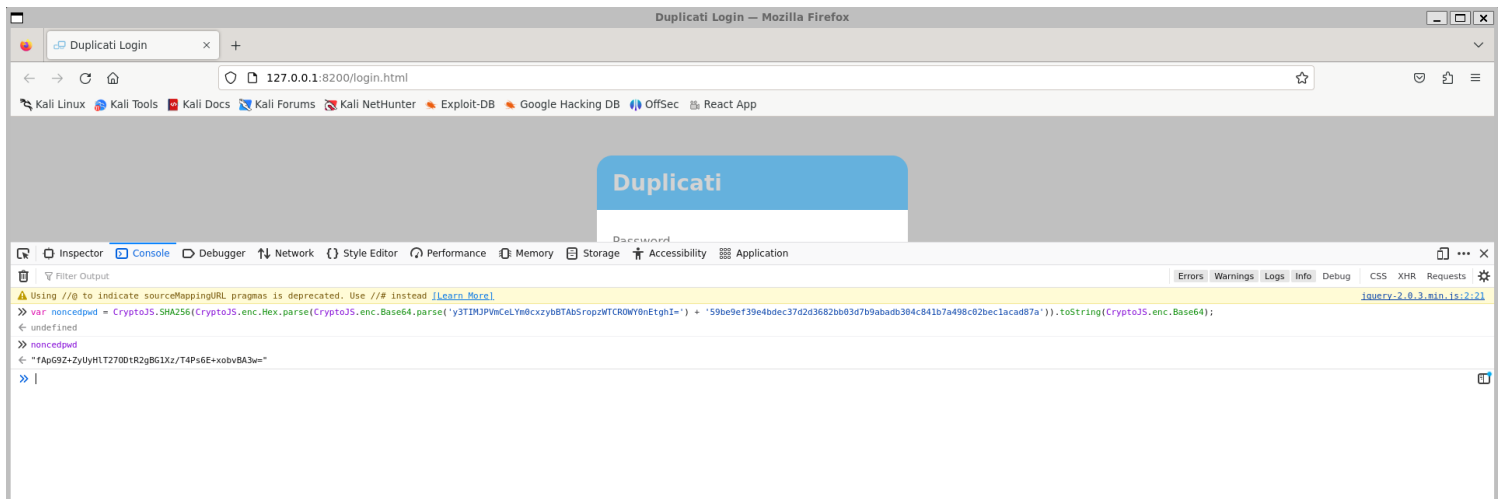 Duplicati Login — Mozilla Firefox
Duplicati Login
127.0.0.1:8200/login.html
Kali Linux Kali Tools Kali Docs Kali Forums Kali NetHunter Exploit-DB Google Hacking DB OffSec React App
Duplicati
Password
Inspector Console Debugger Network Style Editor Performance Memory Storage Accessibility Application
Filter Output Errors Warnings Logs Info Debug CSS XHR Requests
Using //@ to indicate sourceMappingURL pragmas is deprecated. Use //# instead [Learn More] jquery-2.0.3.min.js:2:21
var noncedpwd = CryptoJS.SHA256(CryptoJS.enc.Hex.parse(CryptoJS.enc.Base64.parse('y3TIMJPVmCeLYm0cxzybBTAbSropzWTCROWY0nEtghI=') + '59be9ef39e4bdec37d2d3682bb03d7b9abadb304c841b7a498c02bec1acad87a')).toString(CryptoJS.enc.Base64);
undefined
noncedpwd
"fApG9Z+ZyUyHlT27ODtR2gBG1Xz/T4Ps6E+xobvBA3w="